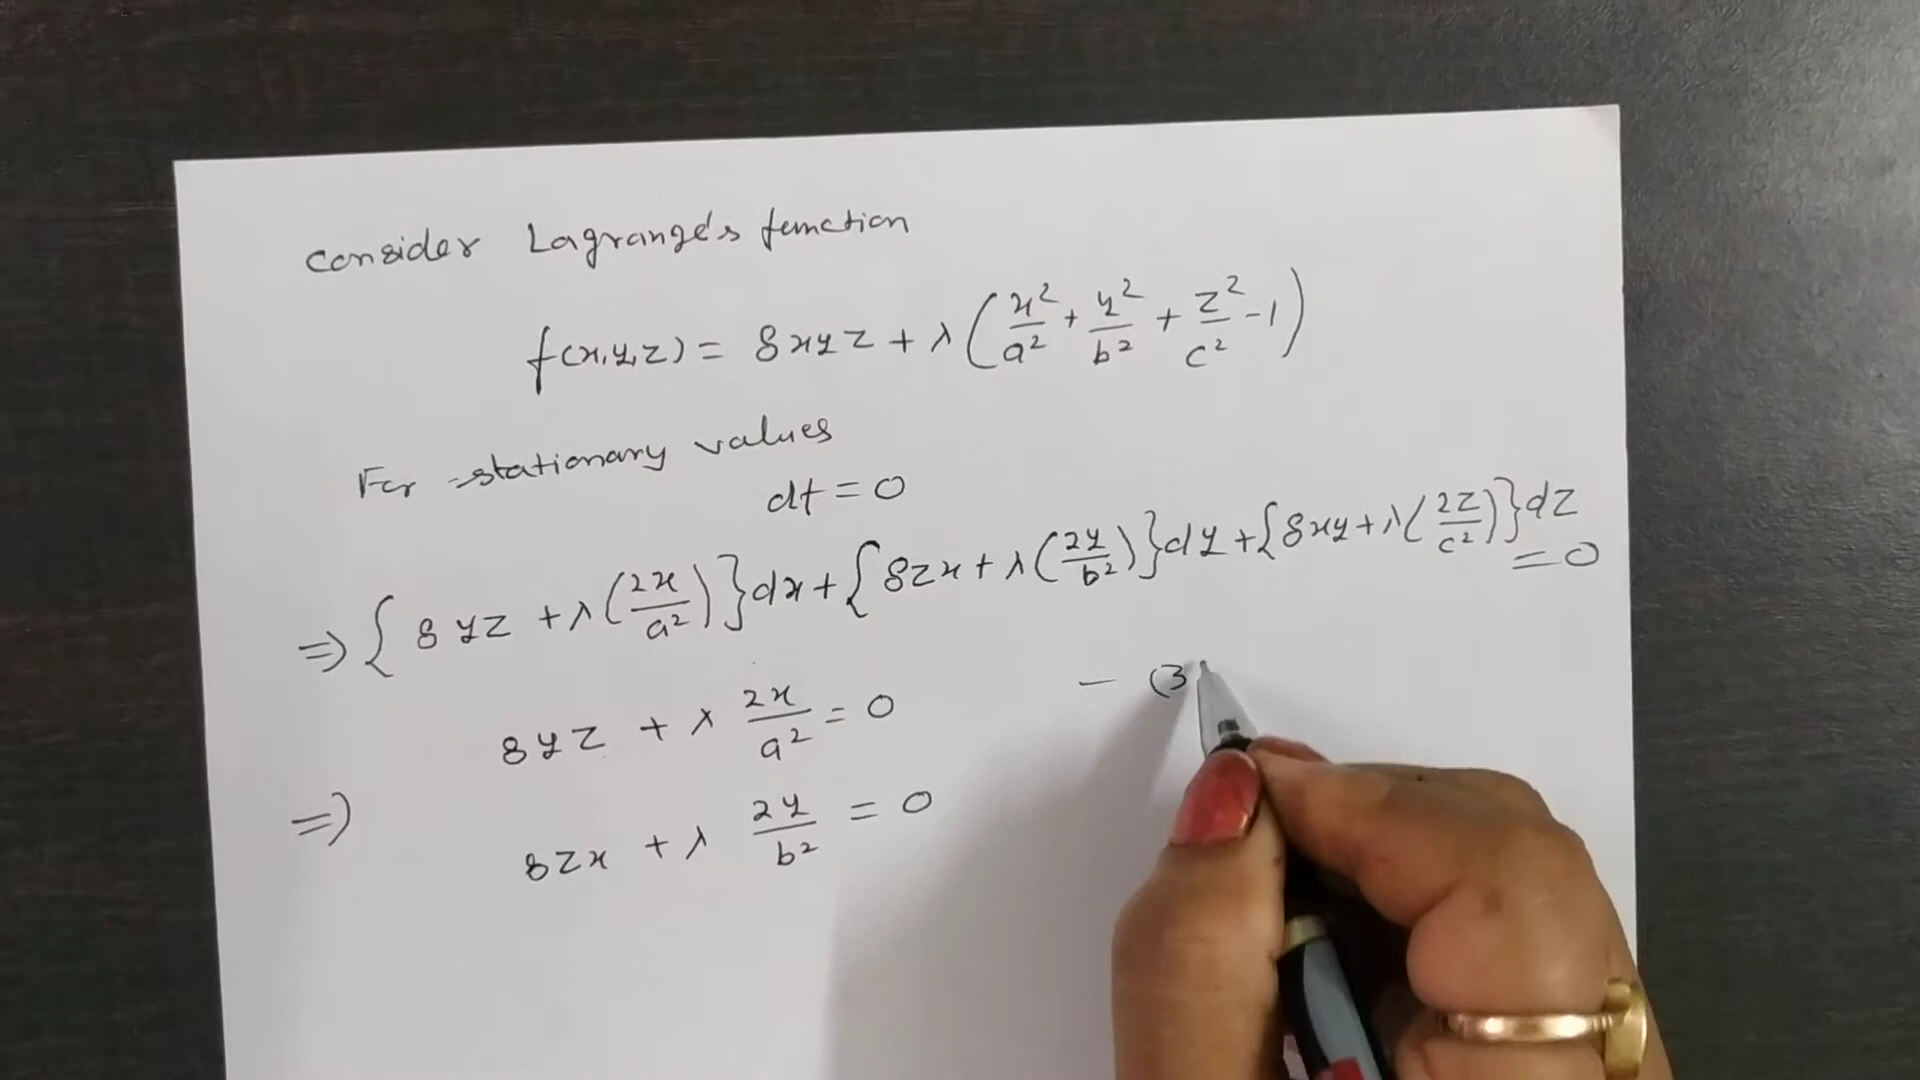 Consider Lagrange's function
f(x,y,z) = 8xyz + λ(x²/a² + y²/b² + z²/c² - 1)
For stationary values
df = 0
⇒ {8yz + λ(2x/a²)}dx + {8zx + λ(2y/b²)}dy + {8xy + λ(2z/c²)}dz
= 0
8yz + λ 2x/a² = 0 — (3
⇒
8zx + λ 2y/b² = 0